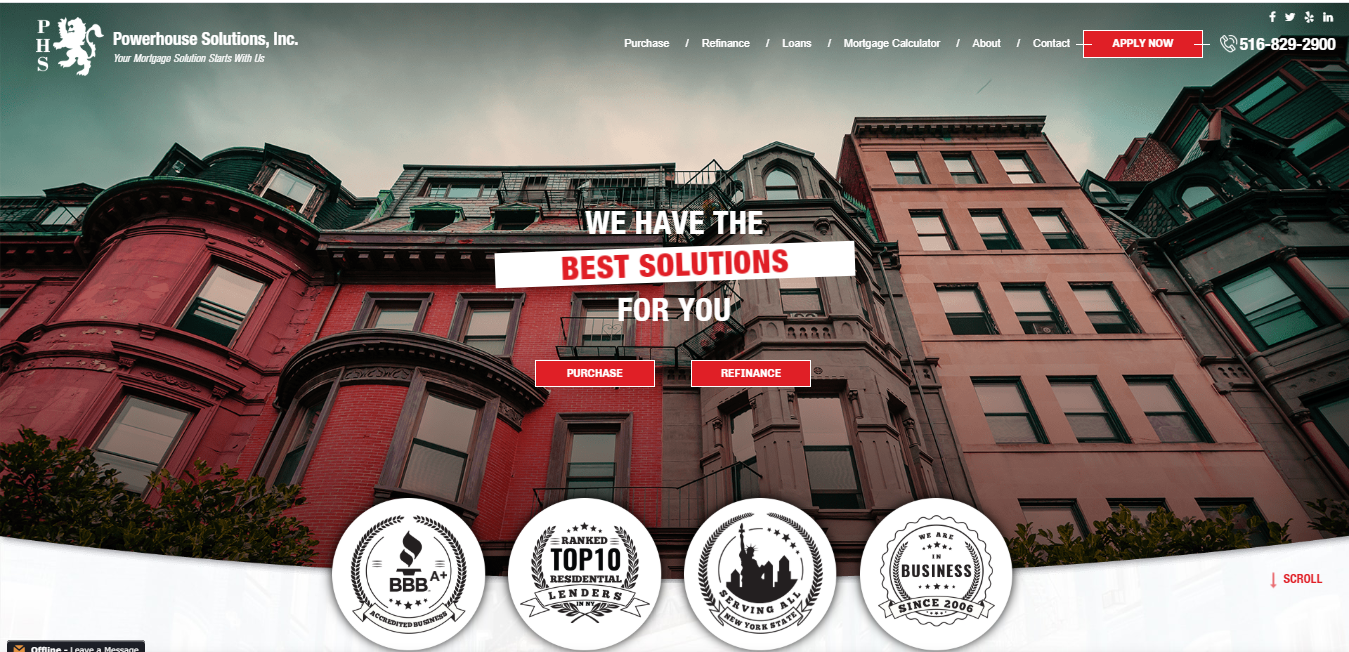 P
H
S
Powerhouse Solutions, Inc.
Your Mortgage Solution Starts With Us
Purchase / Refinance / Loans / Mortgage Calculator / About / Contact
APPLY NOW
516-829-2900
WE HAVE THE
BEST SOLUTIONS
FOR YOU
PURCHASE
REFINANCE
BBB A+
ACCREDITED BUSINESS
RANKED
TOP10
RESIDENTIAL
LENDERS
IN NY
SERVING ALL
NEW YORK STATE
WE ARE
IN
BUSINESS
SINCE 2006
SCROLL
Offline - Leave a Message